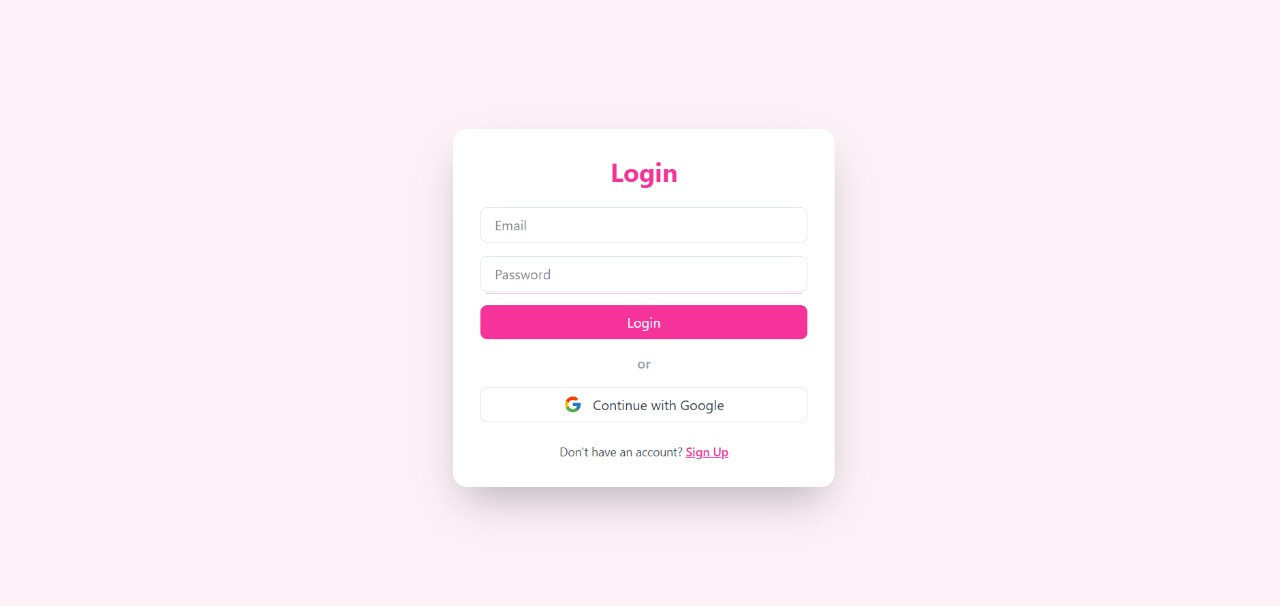 Login
Email
Password
Login
or
Continue with Google
Don't have an account? Sign Up